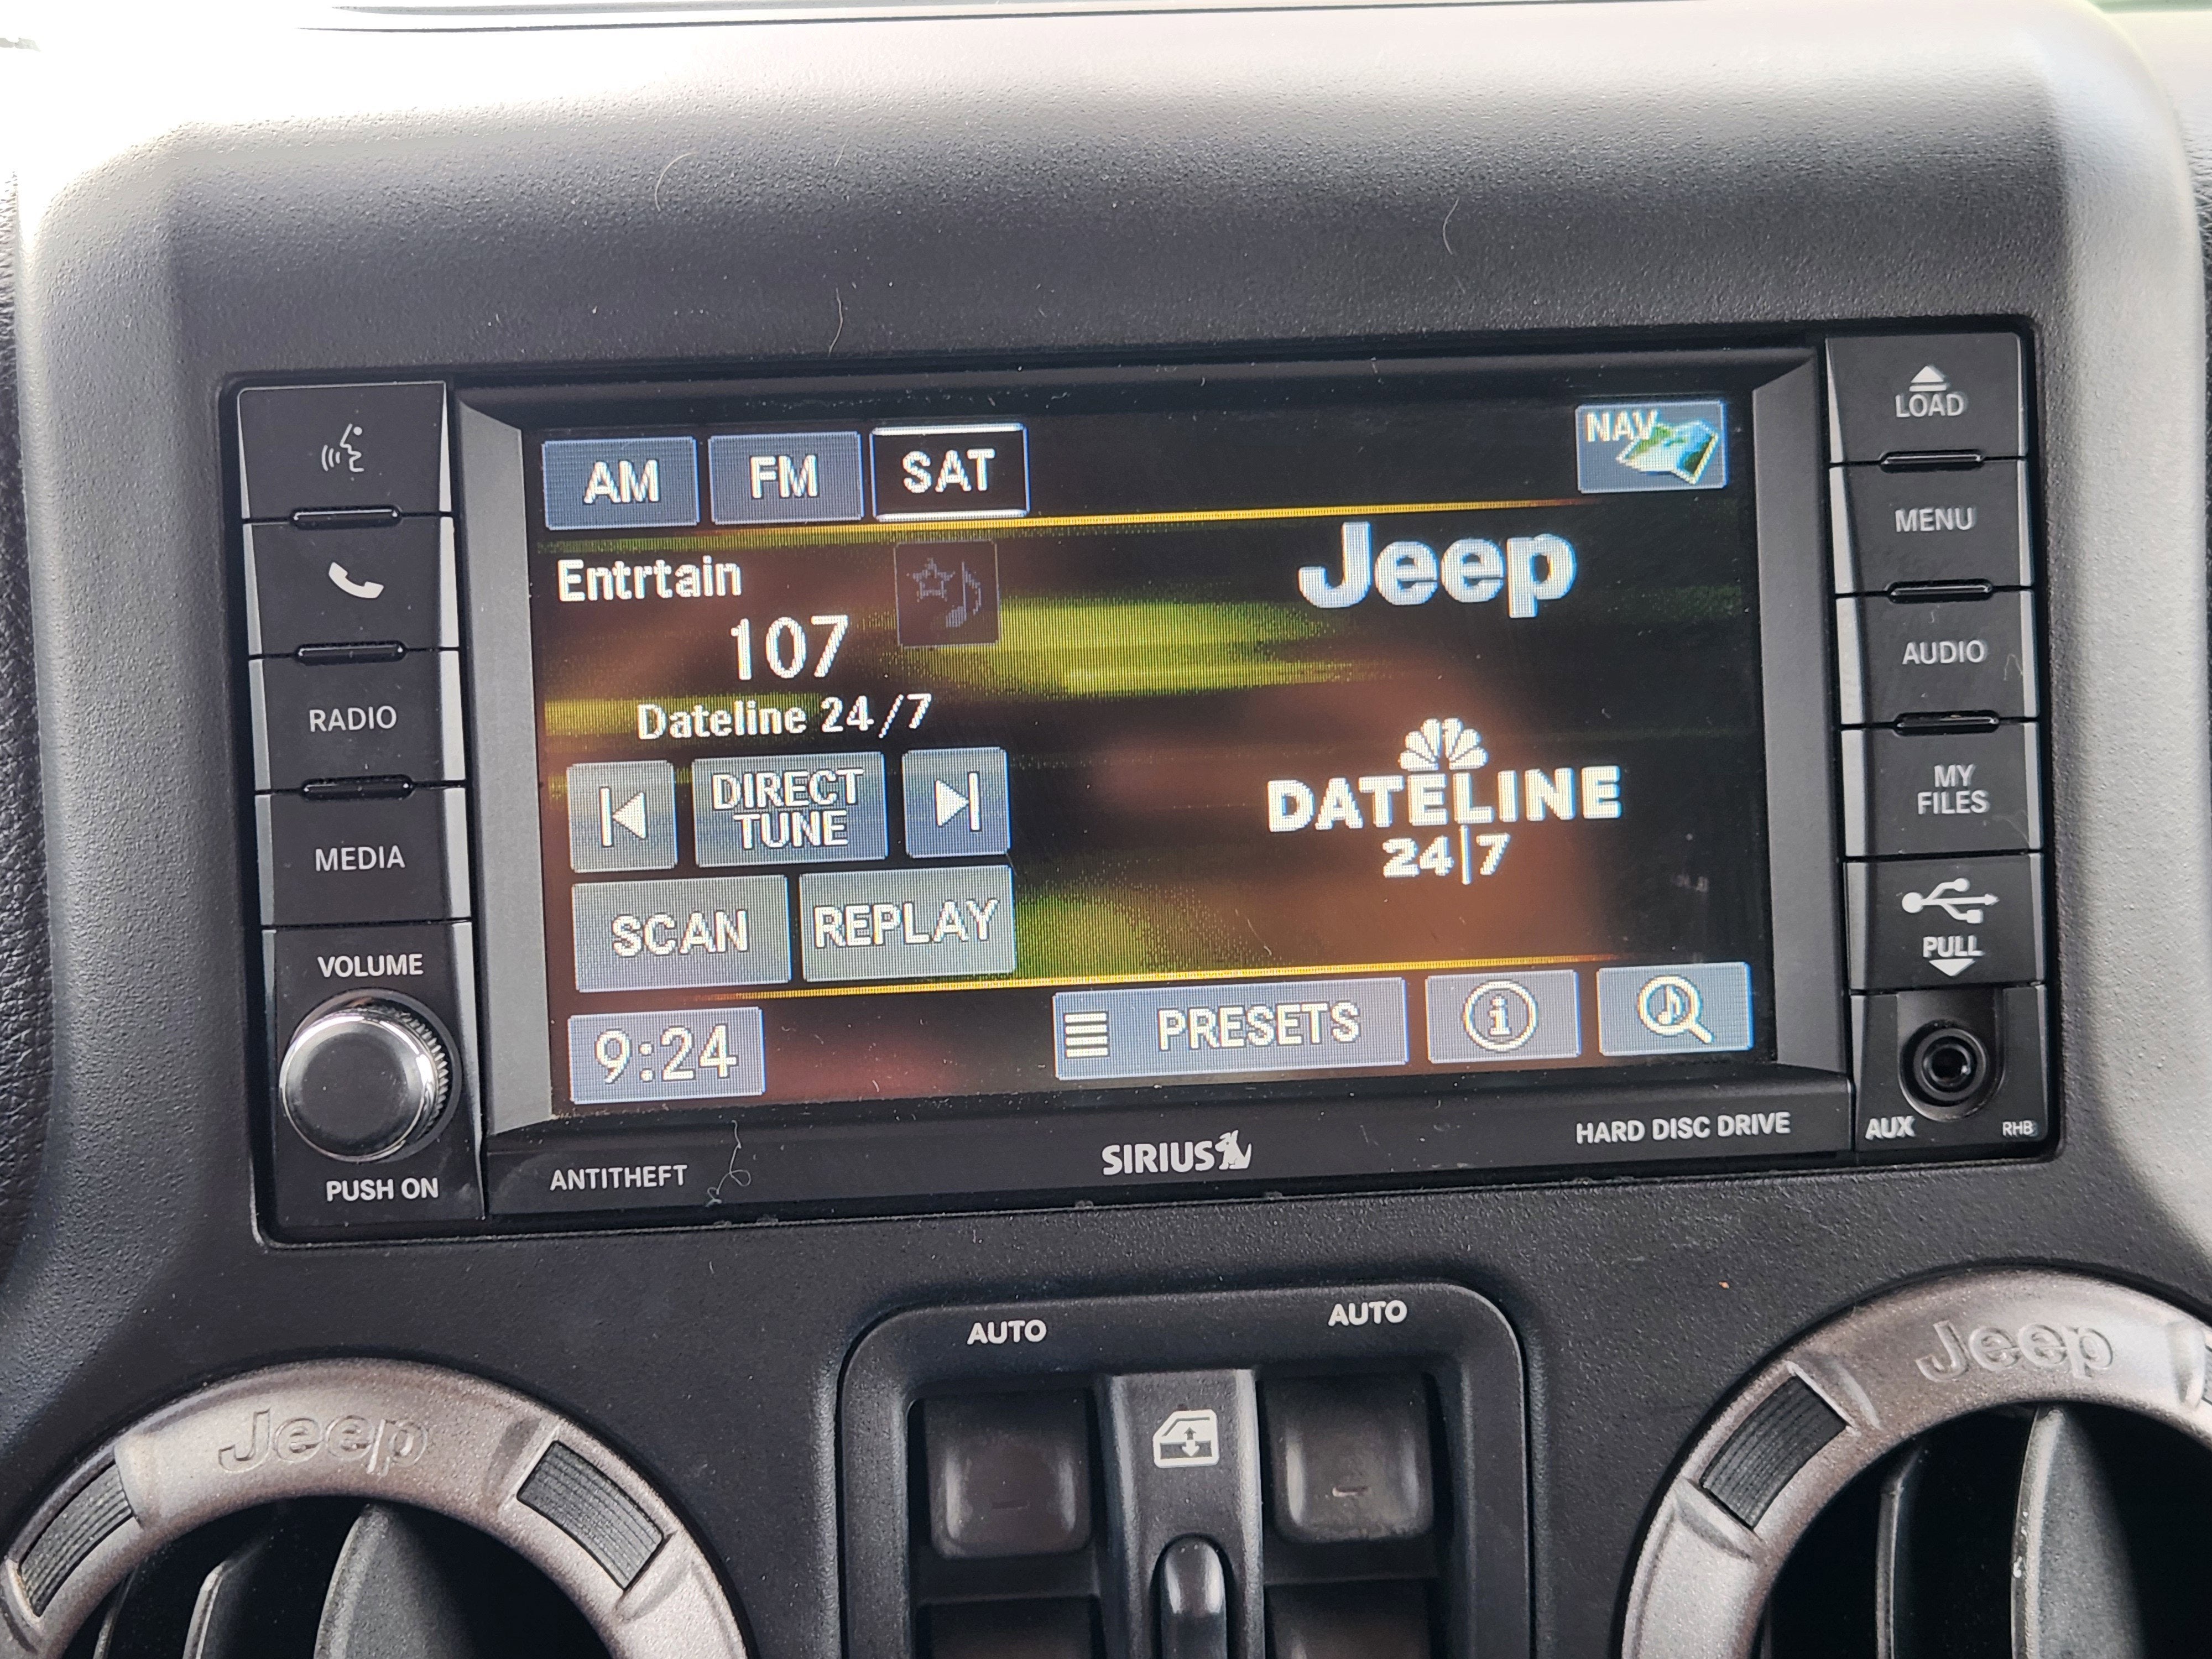 AM FM SAT NAV
Entrtain
107
Dateline 24/7
DIRECT
TUNE
SCAN REPLAY
9:24
Jeep
DATELINE
24|7
PRESETS
i
RADIO
MEDIA
VOLUME
PUSH ON
LOAD
MENU
AUDIO
MY
FILES
PULL
AUX RHB
ANTITHEFT SIRIUS HARD DISC DRIVE
AUTO AUTO
Jeep Jeep